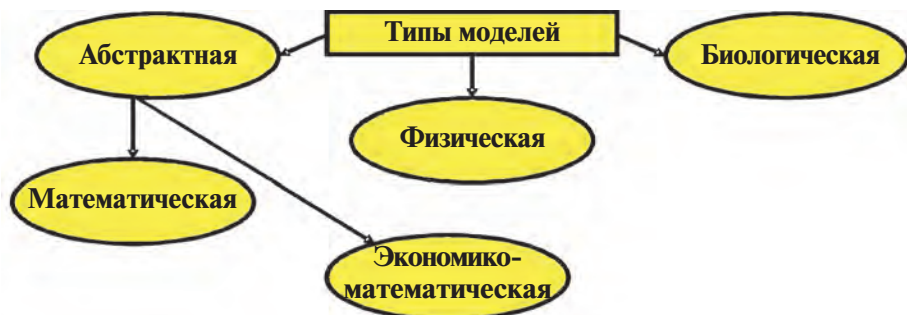 Типы моделей
Абстрактная
Биологическая
Физическая
Математическая
Экономико-
математическая